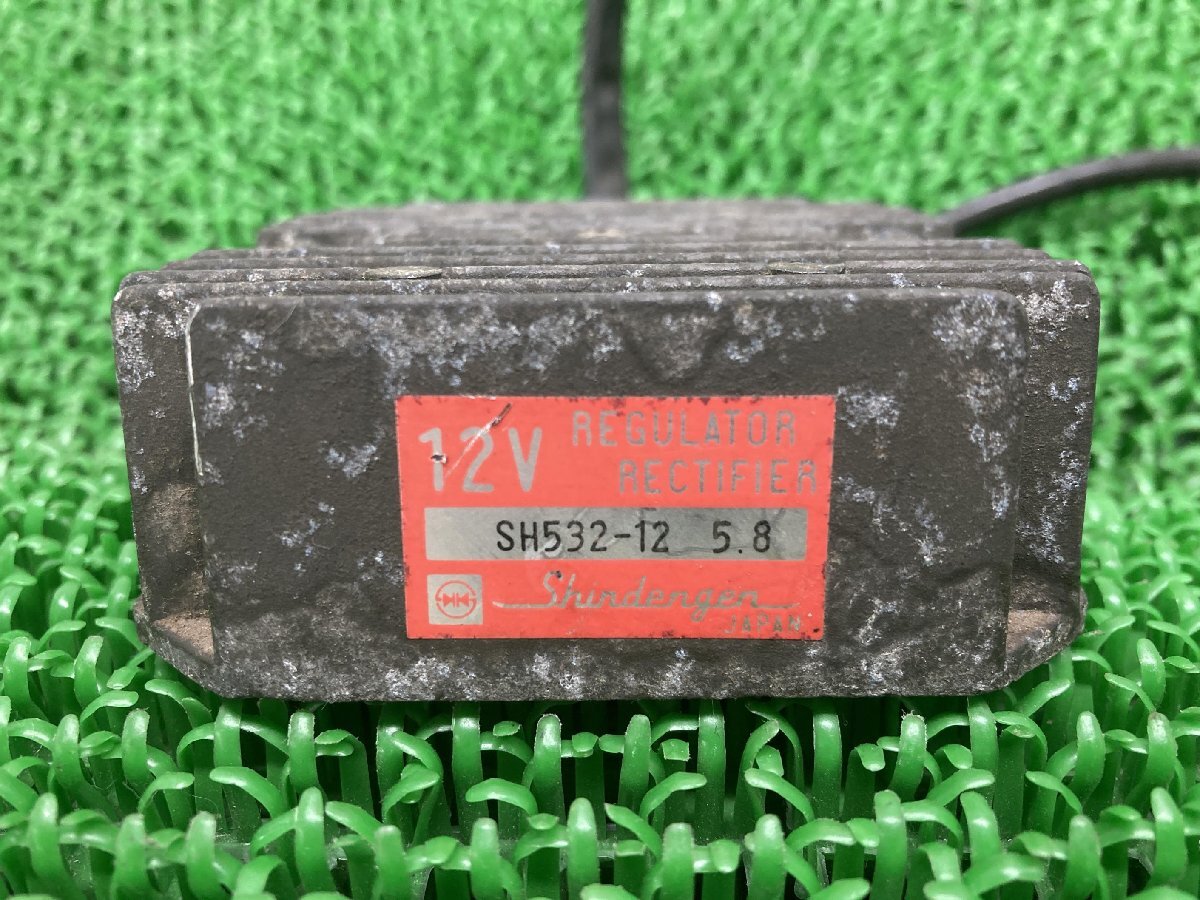 12V REGULATOR
RECTIFIER
SH532-12 5.8
Shindengen
JAPAN